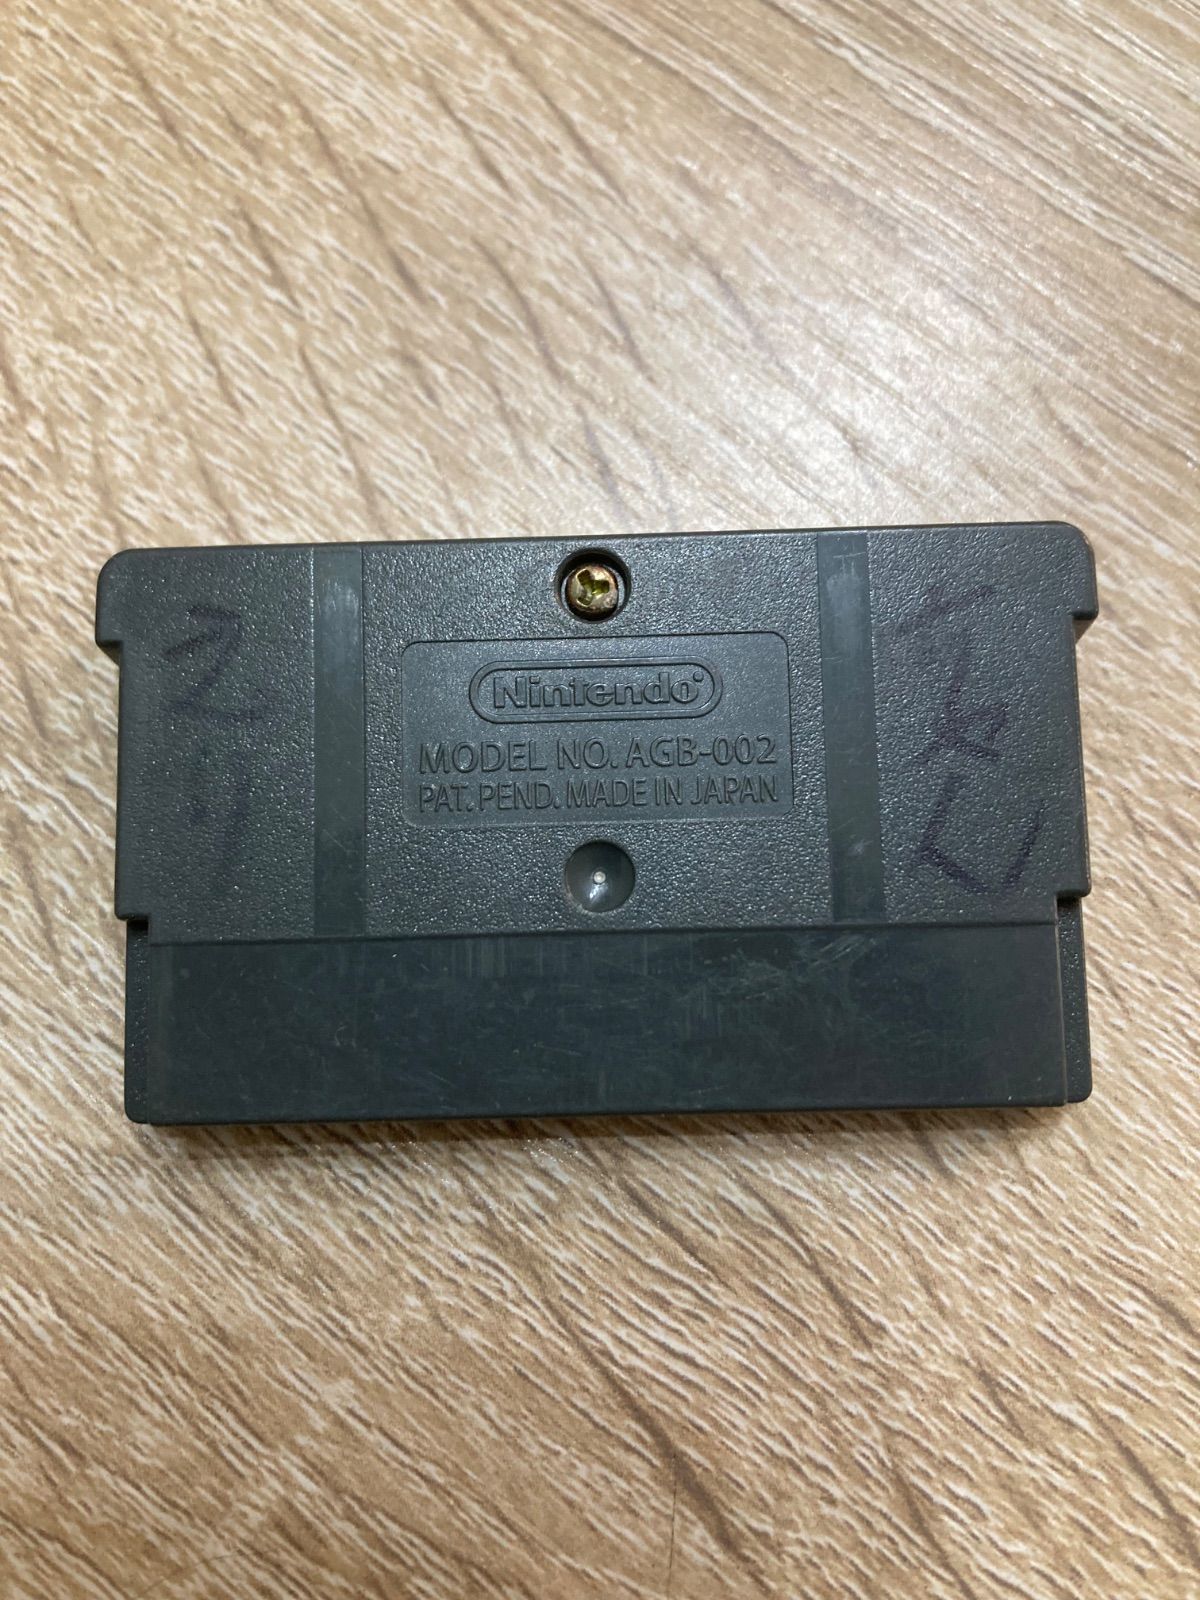 Nintendo
MODEL NO. AGB-002
PAT. PEND. MADE IN JAPAN